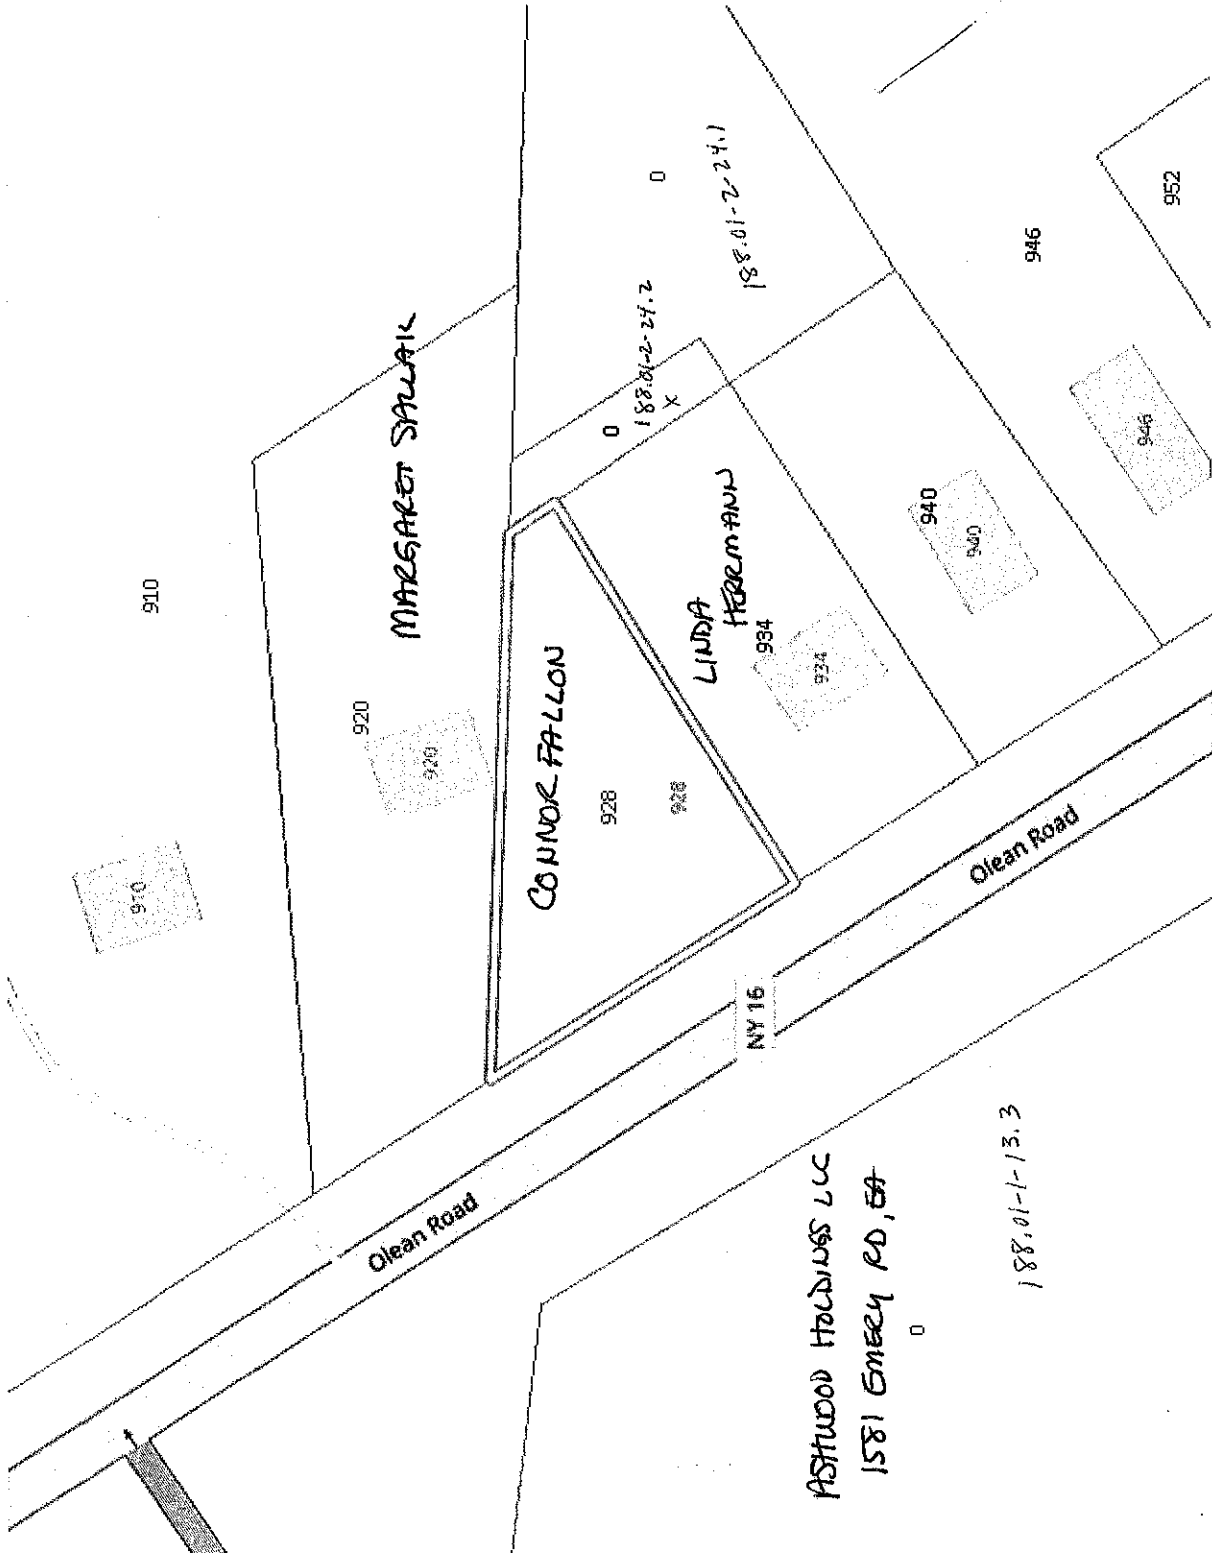 910
910
MARGARET SALLAK
920
920
CONNOR FALLON
928
928
0
188.01-2-24.1
188.01-2-24.2
0
X
LINDA
HERRMANN
934
934
940
940
946
946
952
Olean Road
NY 16
Olean Road
ASHWOOD HOLDINGS LLC
1581 EMERY RD, EA
0
188.01-1-13.3